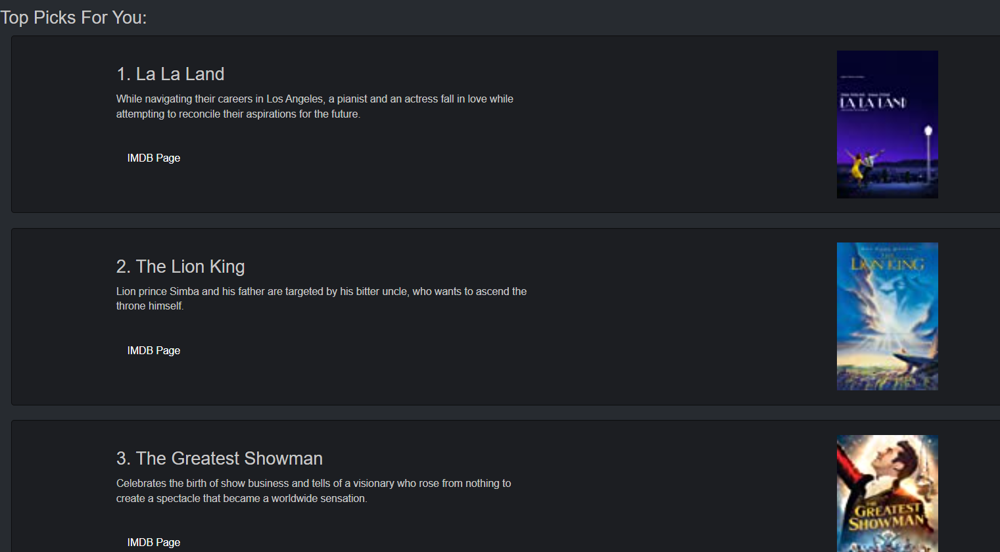 Top Picks For You:
1. La La Land
While navigating their careers in Los Angeles, a pianist and an actress fall in love while
attempting to reconcile their aspirations for the future.
IMDB Page
LA LA LAND
2. The Lion King
Lion prince Simba and his father are targeted by his bitter uncle, who wants to ascend the
throne himself.
IMDB Page
THE
LION KING
3. The Greatest Showman
Celebrates the birth of show business and tells of a visionary who rose from nothing to
create a spectacle that became a worldwide sensation.
IMDB Page
THE
GREATEST
SHOWMAN